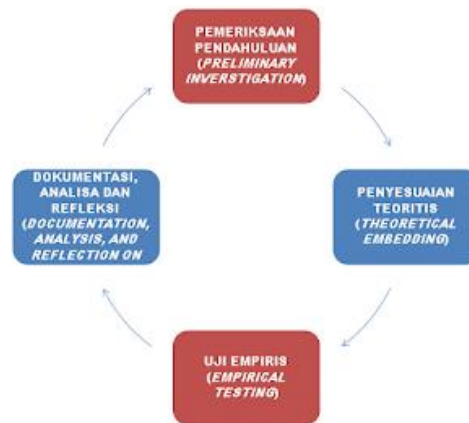 PEMERIKSAAN
PENDAHULUAN
(PRELIMINARY
INVERSTIGATION)
PENYESUAIAN
TEORITIS
(THEORETICAL
EMBEDDING)
UJI EMPIRIS
(EMPIRICAL
TESTING)
DOKUMENTASI,
ANALISA DAN
REFLEKSI
(DOCUMENTATION,
ANALYSIS, AND
REFLECTION ON